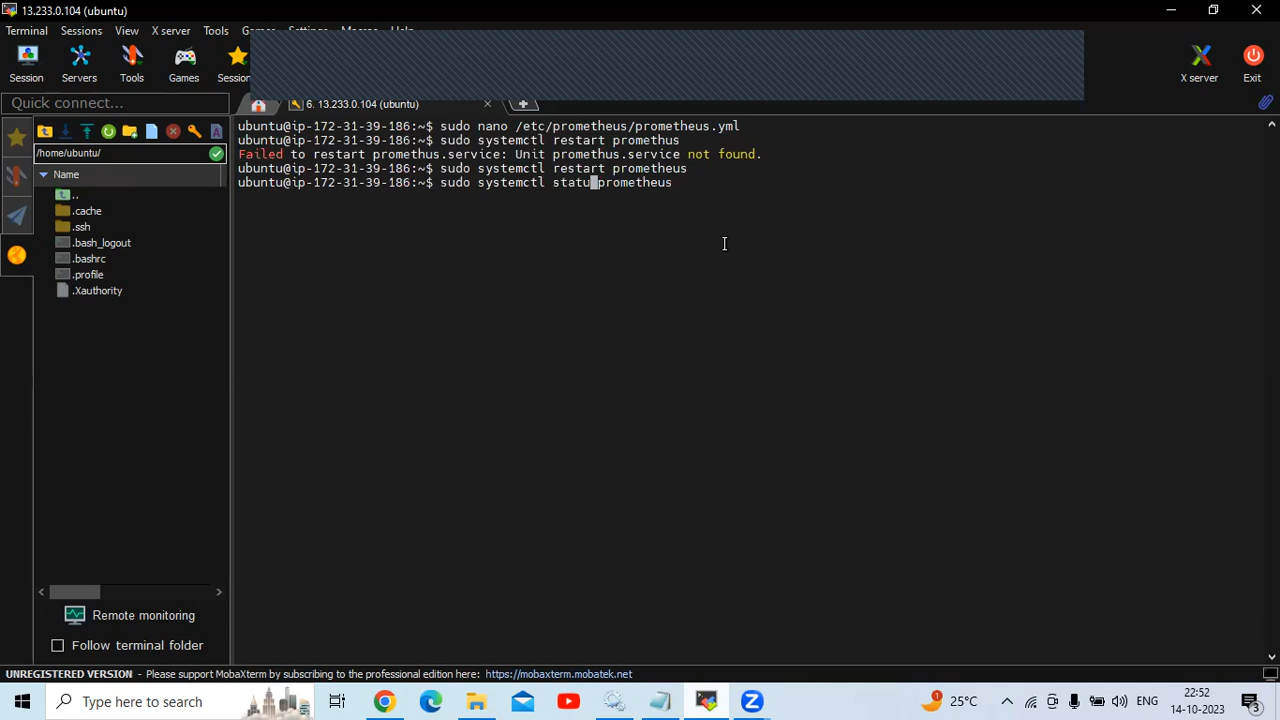 13.233.0.104 (ubuntu)
Terminal Sessions View X server Tools
Session Servers Tools Games X server Exit
Quick connect...
6. 13.233.0.104 (ubuntu)
/home/ubuntu/
Name
..
.cache
.ssh
.bash_logout
.bashrc
.profile
.Xauthority
ubuntu@ip-172-31-39-186:~$ sudo nano /etc/prometheus/prometheus.yml
ubuntu@ip-172-31-39-186:~$ sudo systemctl restart promethus
Failed to restart promethus.service: Unit promethus.service not found.
ubuntu@ip-172-31-39-186:~$ sudo systemctl restart prometheus
ubuntu@ip-172-31-39-186:~$ sudo systemctl statu prometheus
Remote monitoring
Follow terminal folder
UNREGISTERED VERSION - Please support MobaXterm by subscribing to the professional edition here: https://mobaxterm.mobatek.net
Type here to search
1
25°C
ENG
22:52
14-10-2023
3